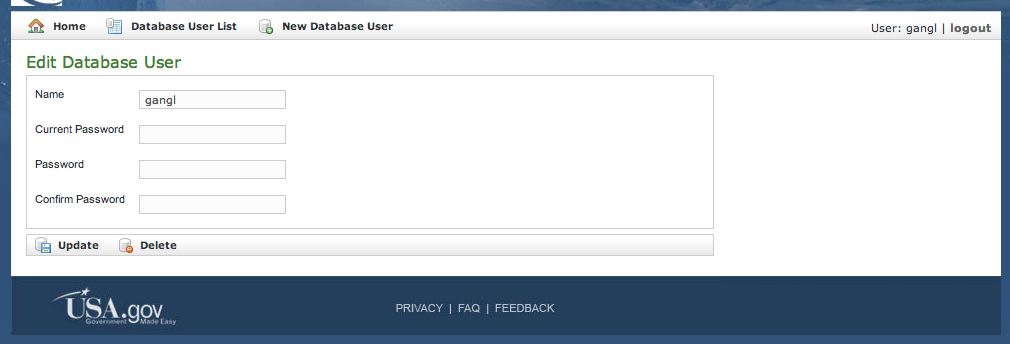 Home Database User List New Database User User: gangl | logout
Edit Database User
Name gangl
Current Password
Password
Confirm Password
Update Delete
USA.gov
Government Made Easy
PRIVACY | FAQ | FEEDBACK